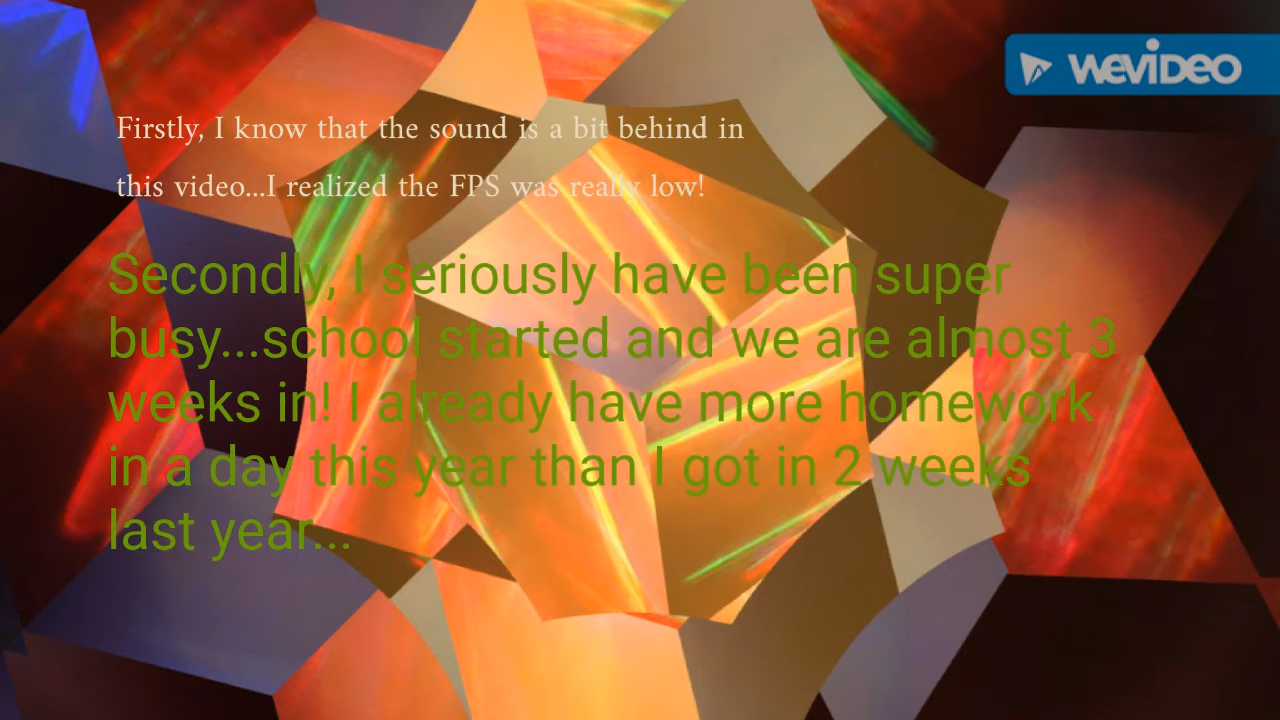 WEVIDEO
Firstly, I know that the sound is a bit behind in
this video...I realized the FPS was really low!
Secondly, I seriously have been super
busy...school started and we are almost 3
weeks in! I already have more homework
in a day this year than I got in 2 weeks
last year...